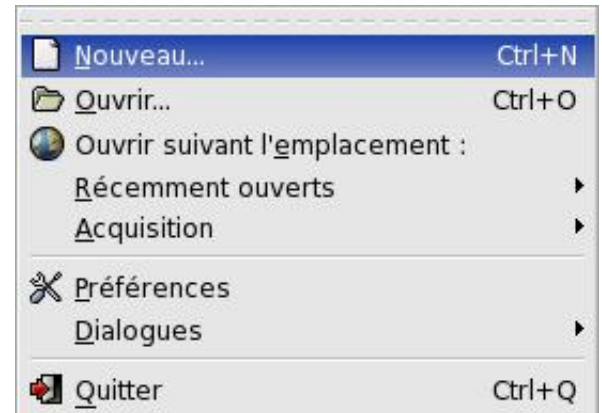 Nouveau... Ctrl+N
Ouvrir... Ctrl+O
Ouvrir suivant l'emplacement :
Récemment ouverts
Acquisition
Préférences
Dialogues
Quitter Ctrl+Q